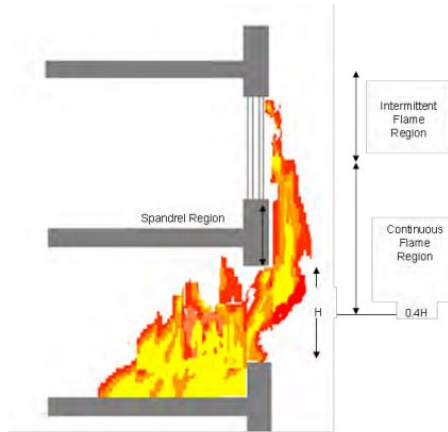 Intermittent
Flame
Region
Spandrel Region
Continuous
Flame
Region
H
0.4H